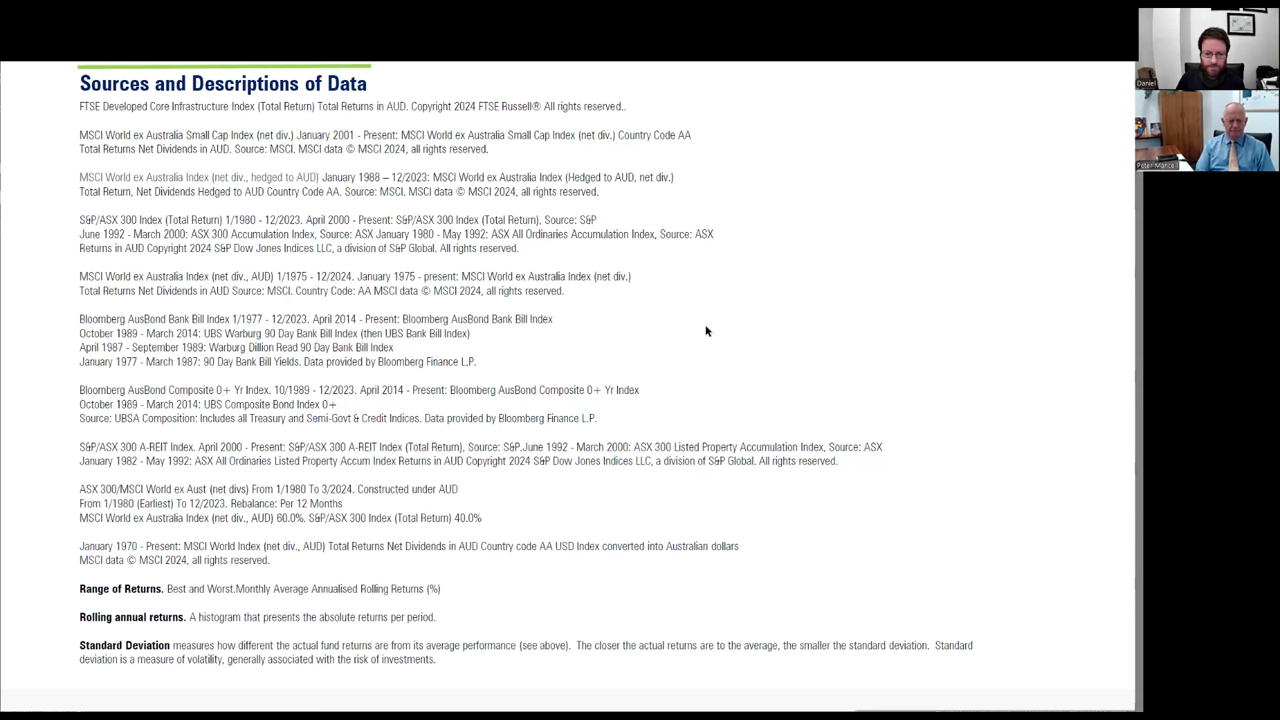 Sources and Descriptions of Data
FTSE Developed Core Infrastructure Index (Total Return) Total Returns in AUD. Copyright 2024 FTSE Russell® All rights reserved..
MSCI World ex Australia Small Cap Index (net div.) January 2001 - Present: MSCI World ex Australia Small Cap Index (net div.) Country Code AA
Total Returns Net Dividends in AUD. Source: MSCI. MSCI data © MSCI 2024, all rights reserved.
MSCI World ex Australia Index (net div., hedged to AUD) January 1988 – 12/2023: MSCI World ex Australia Index (Hedged to AUD, net div.)
Total Return, Net Dividends Hedged to AUD Country Code AA. Source: MSCI. MSCI data © MSCI 2024, all rights reserved.
S&P/ASX 300 Index (Total Return) 1/1980 - 12/2023. April 2000 - Present: S&P/ASX 300 Index (Total Return), Source: S&P
June 1992 - March 2000: ASX 300 Accumulation Index, Source: ASX January 1980 - May 1992: ASX All Ordinaries Accumulation Index, Source: ASX
Returns in AUD Copyright 2024 S&P Dow Jones Indices LLC, a division of S&P Global. All rights reserved.
MSCI World ex Australia Index (net div., AUD) 1/1975 - 12/2024. January 1975 - present: MSCI World ex Australia Index (net div.)
Total Returns Net Dividends in AUD Source: MSCI. Country Code: AA MSCI data © MSCI 2024, all rights reserved.
Bloomberg AusBond Bank Bill Index 1/1977 - 12/2023. April 2014 - Present: Bloomberg AusBond Bank Bill Index
October 1989 - March 2014: UBS Warburg 90 Day Bank Bill Index (then UBS Bank Bill Index)
April 1987 - September 1989: Warburg Dillion Read 90 Day Bank Bill Index
January 1977 - March 1987: 90 Day Bank Bill Yields. Data provided by Bloomberg Finance L.P.
Bloomberg AusBond Composite 0+ Yr Index. 10/1989 - 12/2023. April 2014 - Present: Bloomberg AusBond Composite 0+ Yr Index
October 1989 - March 2014: UBS Composite Bond Index 0+
Source: UBSA Composition: Includes all Treasury and Semi-Govt & Credit Indices. Data provided by Bloomberg Finance L.P.
S&P/ASX 300 A-REIT Index. April 2000 - Present: S&P/ASX 300 A-REIT Index (Total Return), Source: S&P.June 1992 - March 2000: ASX 300 Listed Property Accumulation Index, Source: ASX
January 1982 - May 1992: ASX All Ordinaries Listed Property Accum Index Returns in AUD Copyright 2024 S&P Dow Jones Indices LLC, a division of S&P Global. All rights reserved.
ASX 300/MSCI World ex Aust (net divs) From 1/1980 To 3/2024. Constructed under AUD
From 1/1980 (Earliest) To 12/2023. Rebalance: Per 12 Months
MSCI World ex Australia Index (net div., AUD) 60.0%. S&P/ASX 300 Index (Total Return) 40.0%
January 1970 - Present: MSCI World Index (net div., AUD) Total Returns Net Dividends in AUD Country code AA USD Index converted into Australian dollars
MSCI data © MSCI 2024, all rights reserved.
Range of Returns. Best and Worst.Monthly Average Annualised Rolling Returns (%)
Rolling annual returns. A histogram that presents the absolute returns per period.
Standard Deviation measures how different the actual fund returns are from its average performance (see above). The closer the actual returns are to the average, the smaller the standard deviation. Standard
deviation is a measure of volatility, generally associated with the risk of investments.
Daniel
Peter Mancell